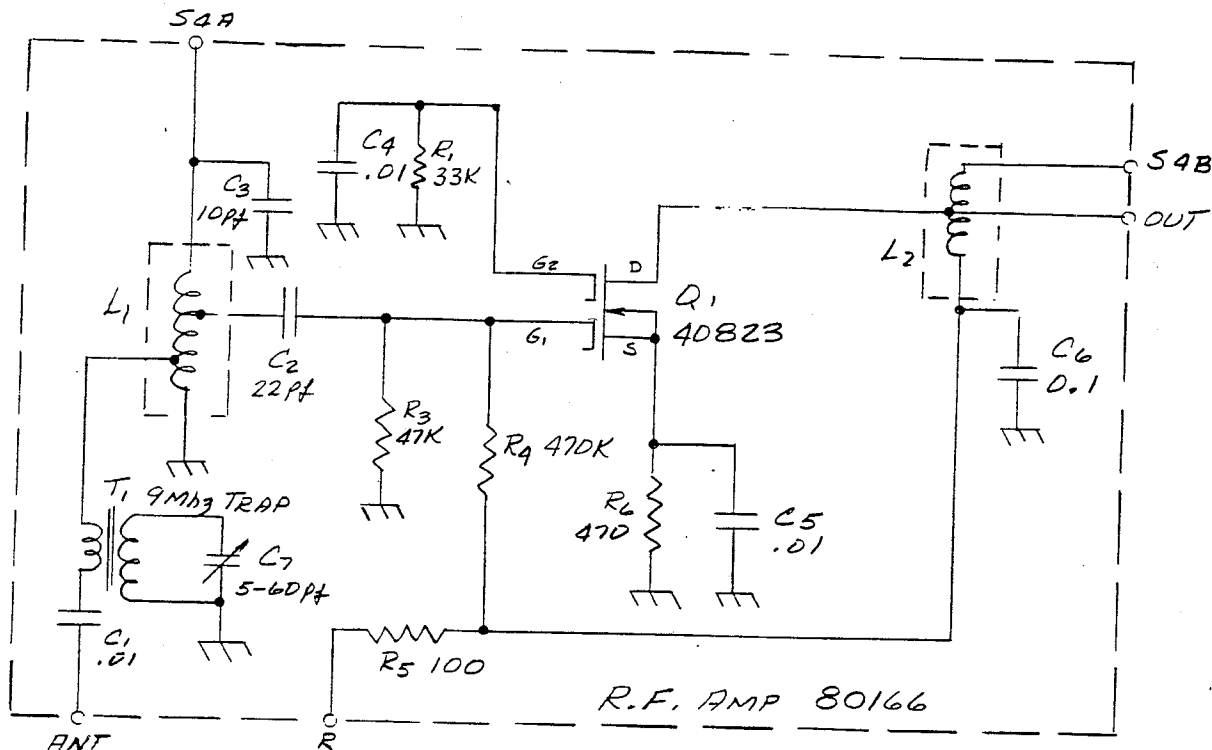 S4A
C4
.01
R1
33K
C3
10pf
S4B
OUT
L2
G2
D
Q1
40823
L1
G1
S
C2
22pf
C6
0.1
R3
47K
R4 470K
T1
9Mhz TRAP
R6
470
C5
.01
C7
5-60pf
C1
.01
R5 100
R.F. AMP 80166
ANT
R